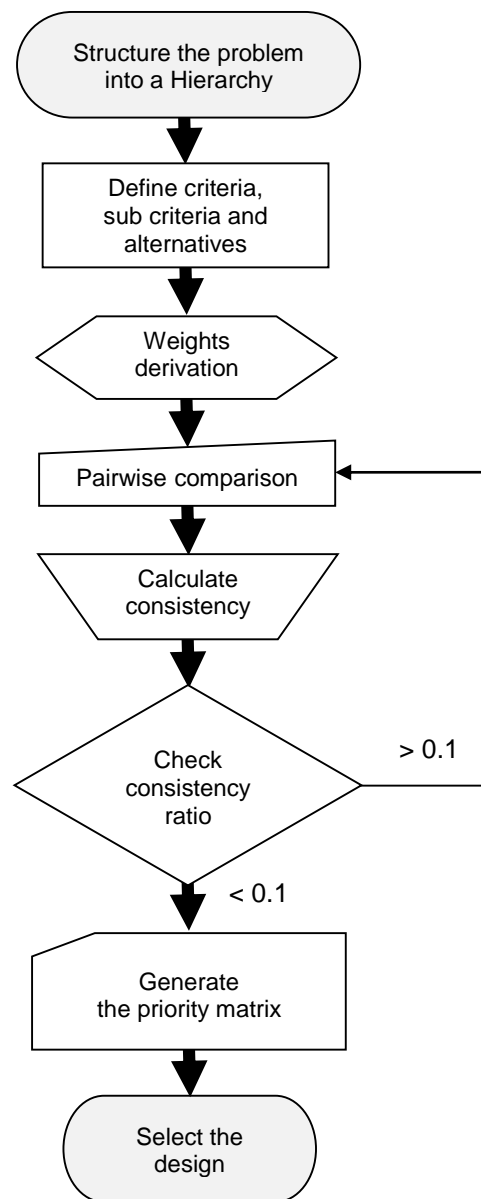 Structure the problem
into a Hierarchy
Define criteria,
sub criteria and
alternatives
Weights
derivation
Pairwise comparison
Calculate
consistency
Check
consistency
ratio
> 0.1
< 0.1
Generate
the priority matrix
Select the
design